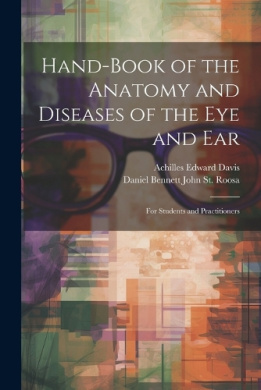 Hand-Book of the
Anatomy and
Diseases of the Eye
and Ear
Achilles Edward Davis
Daniel Bennett John St. Roosa
For Students and Practitioners